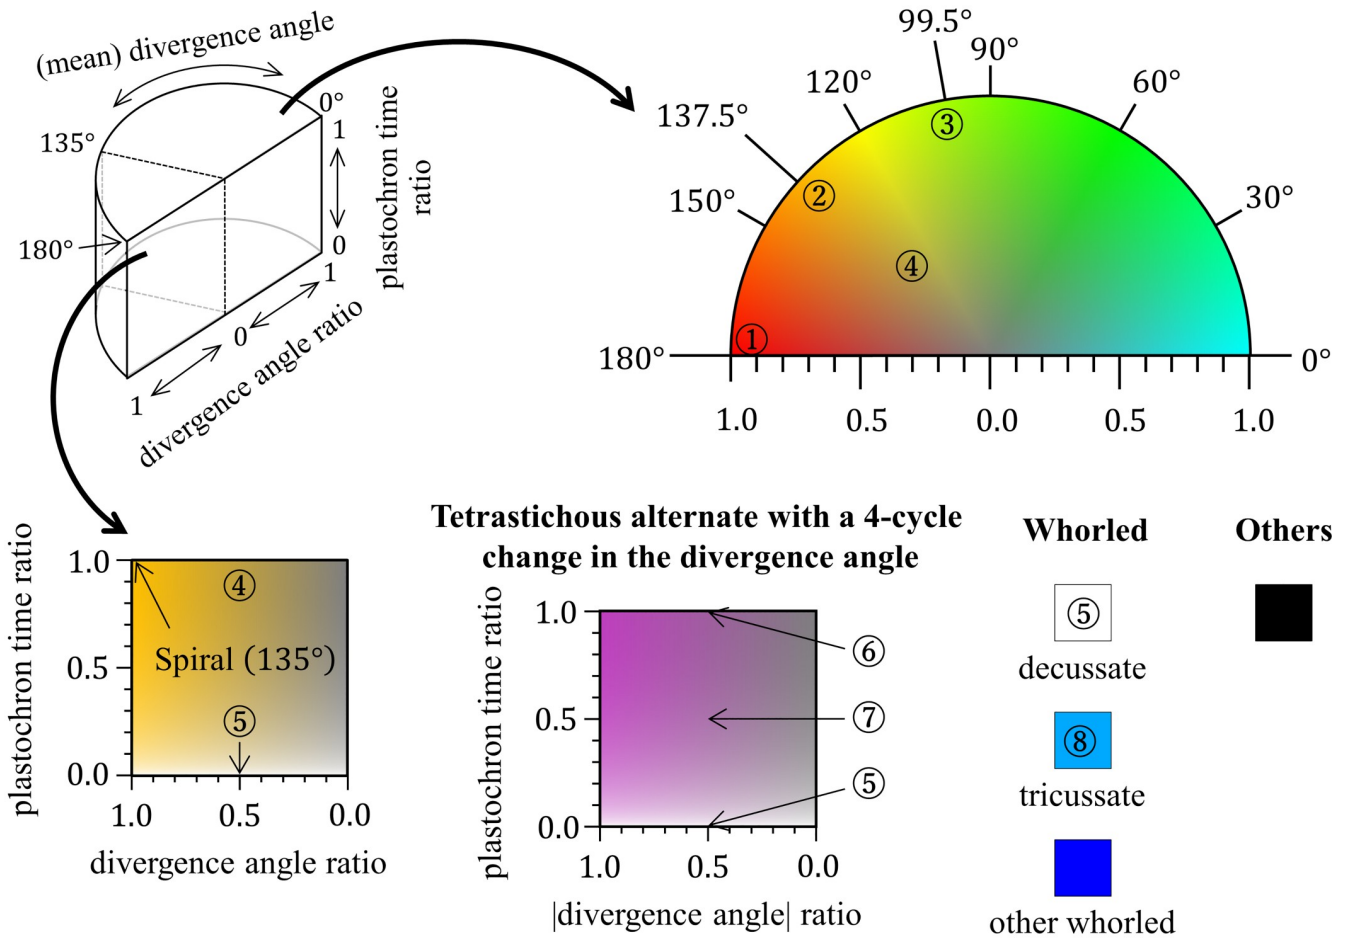 (mean) divergence angle
0°
1
135°
180°
0
1
0
1
plastochron time
ratio
divergence angle ratio
99.5°
90°
120°
60°
137.5°
150°
30°
180°
0°
③
②
④
①
1.0 0.5 0.0 0.5 1.0
plastochron time ratio
1.0
0.5
0.0
④
Spiral (135°)
⑤
1.0 0.5 0.0
divergence angle ratio
Tetrastichous alternate with a 4-cycle
change in the divergence angle
plastochron time ratio
1.0
0.5
0.0
⑥
⑦
⑤
1.0 0.5 0.0
|divergence angle| ratio
Whorled
⑤
decussate
⑧
tricussate
other whorled
Others